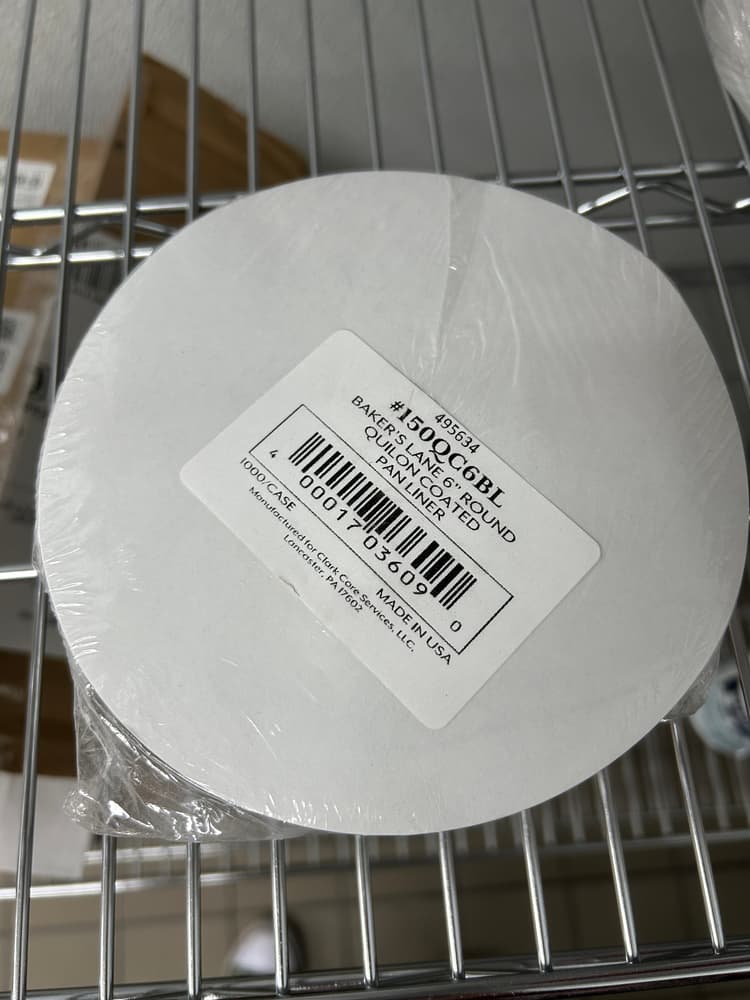 495634
#150QC6BL
BAKER'S LANE 6" ROUND
QUILON COATED
PAN LINER
4 00017 03609 0
1000/CASE MADE IN USA
Manufactured for Clark Core Services, LLC.
Lancaster, PA 17602